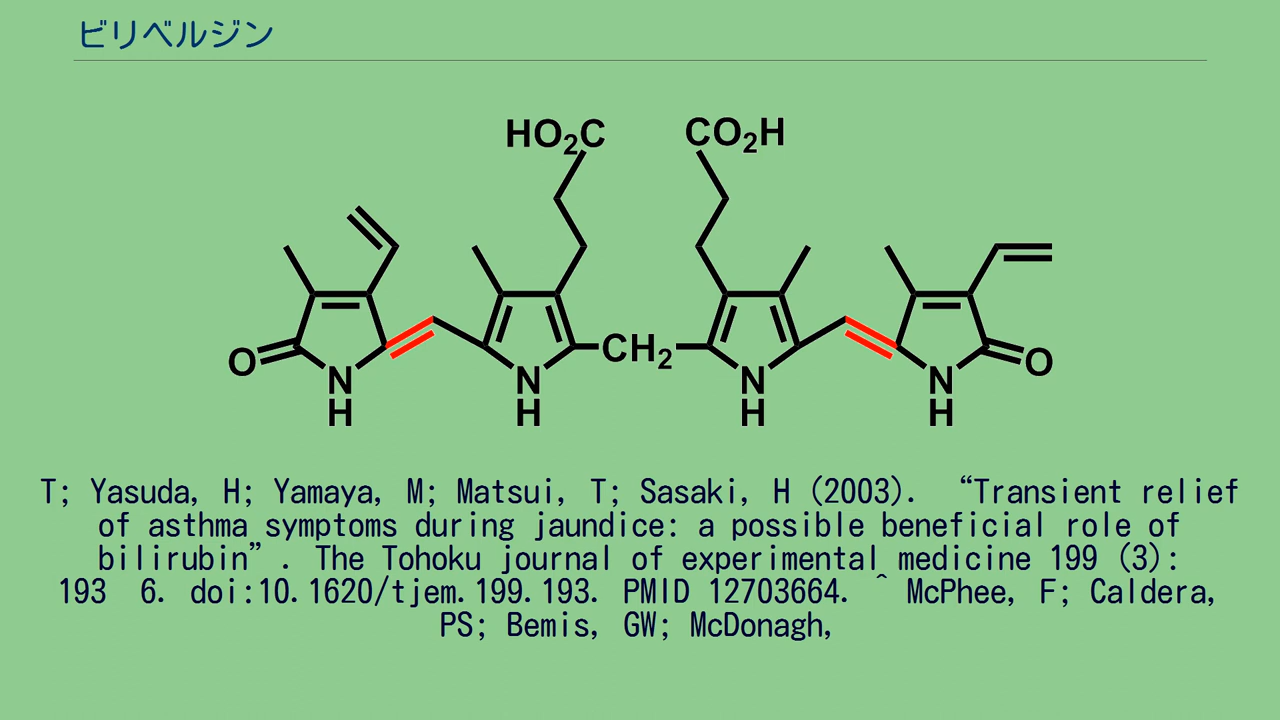 ビリベルジン
HO2C CO2H
O N H N H CH2 N H N H O
T; Yasuda, H; Yamaya, M; Matsui, T; Sasaki, H (2003). “Transient relief
of asthma symptoms during jaundice: a possible beneficial role of
bilirubin”. The Tohoku journal of experimental medicine 199 (3):
193 6. doi:10.1620/tjem.199.193. PMID 12703664. ^ McPhee, F; Caldera,
PS; Bemis, GW; McDonagh,